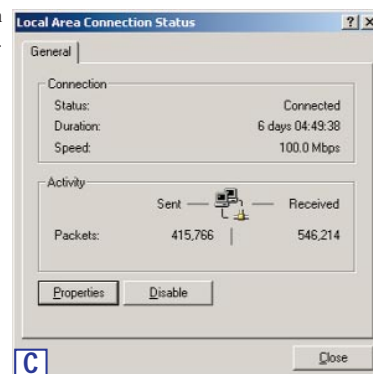 Local Area Connection Status
General
Connection
Status: Connected
Duration: 6 days 04:49:38
Speed: 100.0 Mbps
Activity
Sent Received
Packets: 415,766 546,214
Properties Disable
Close
C